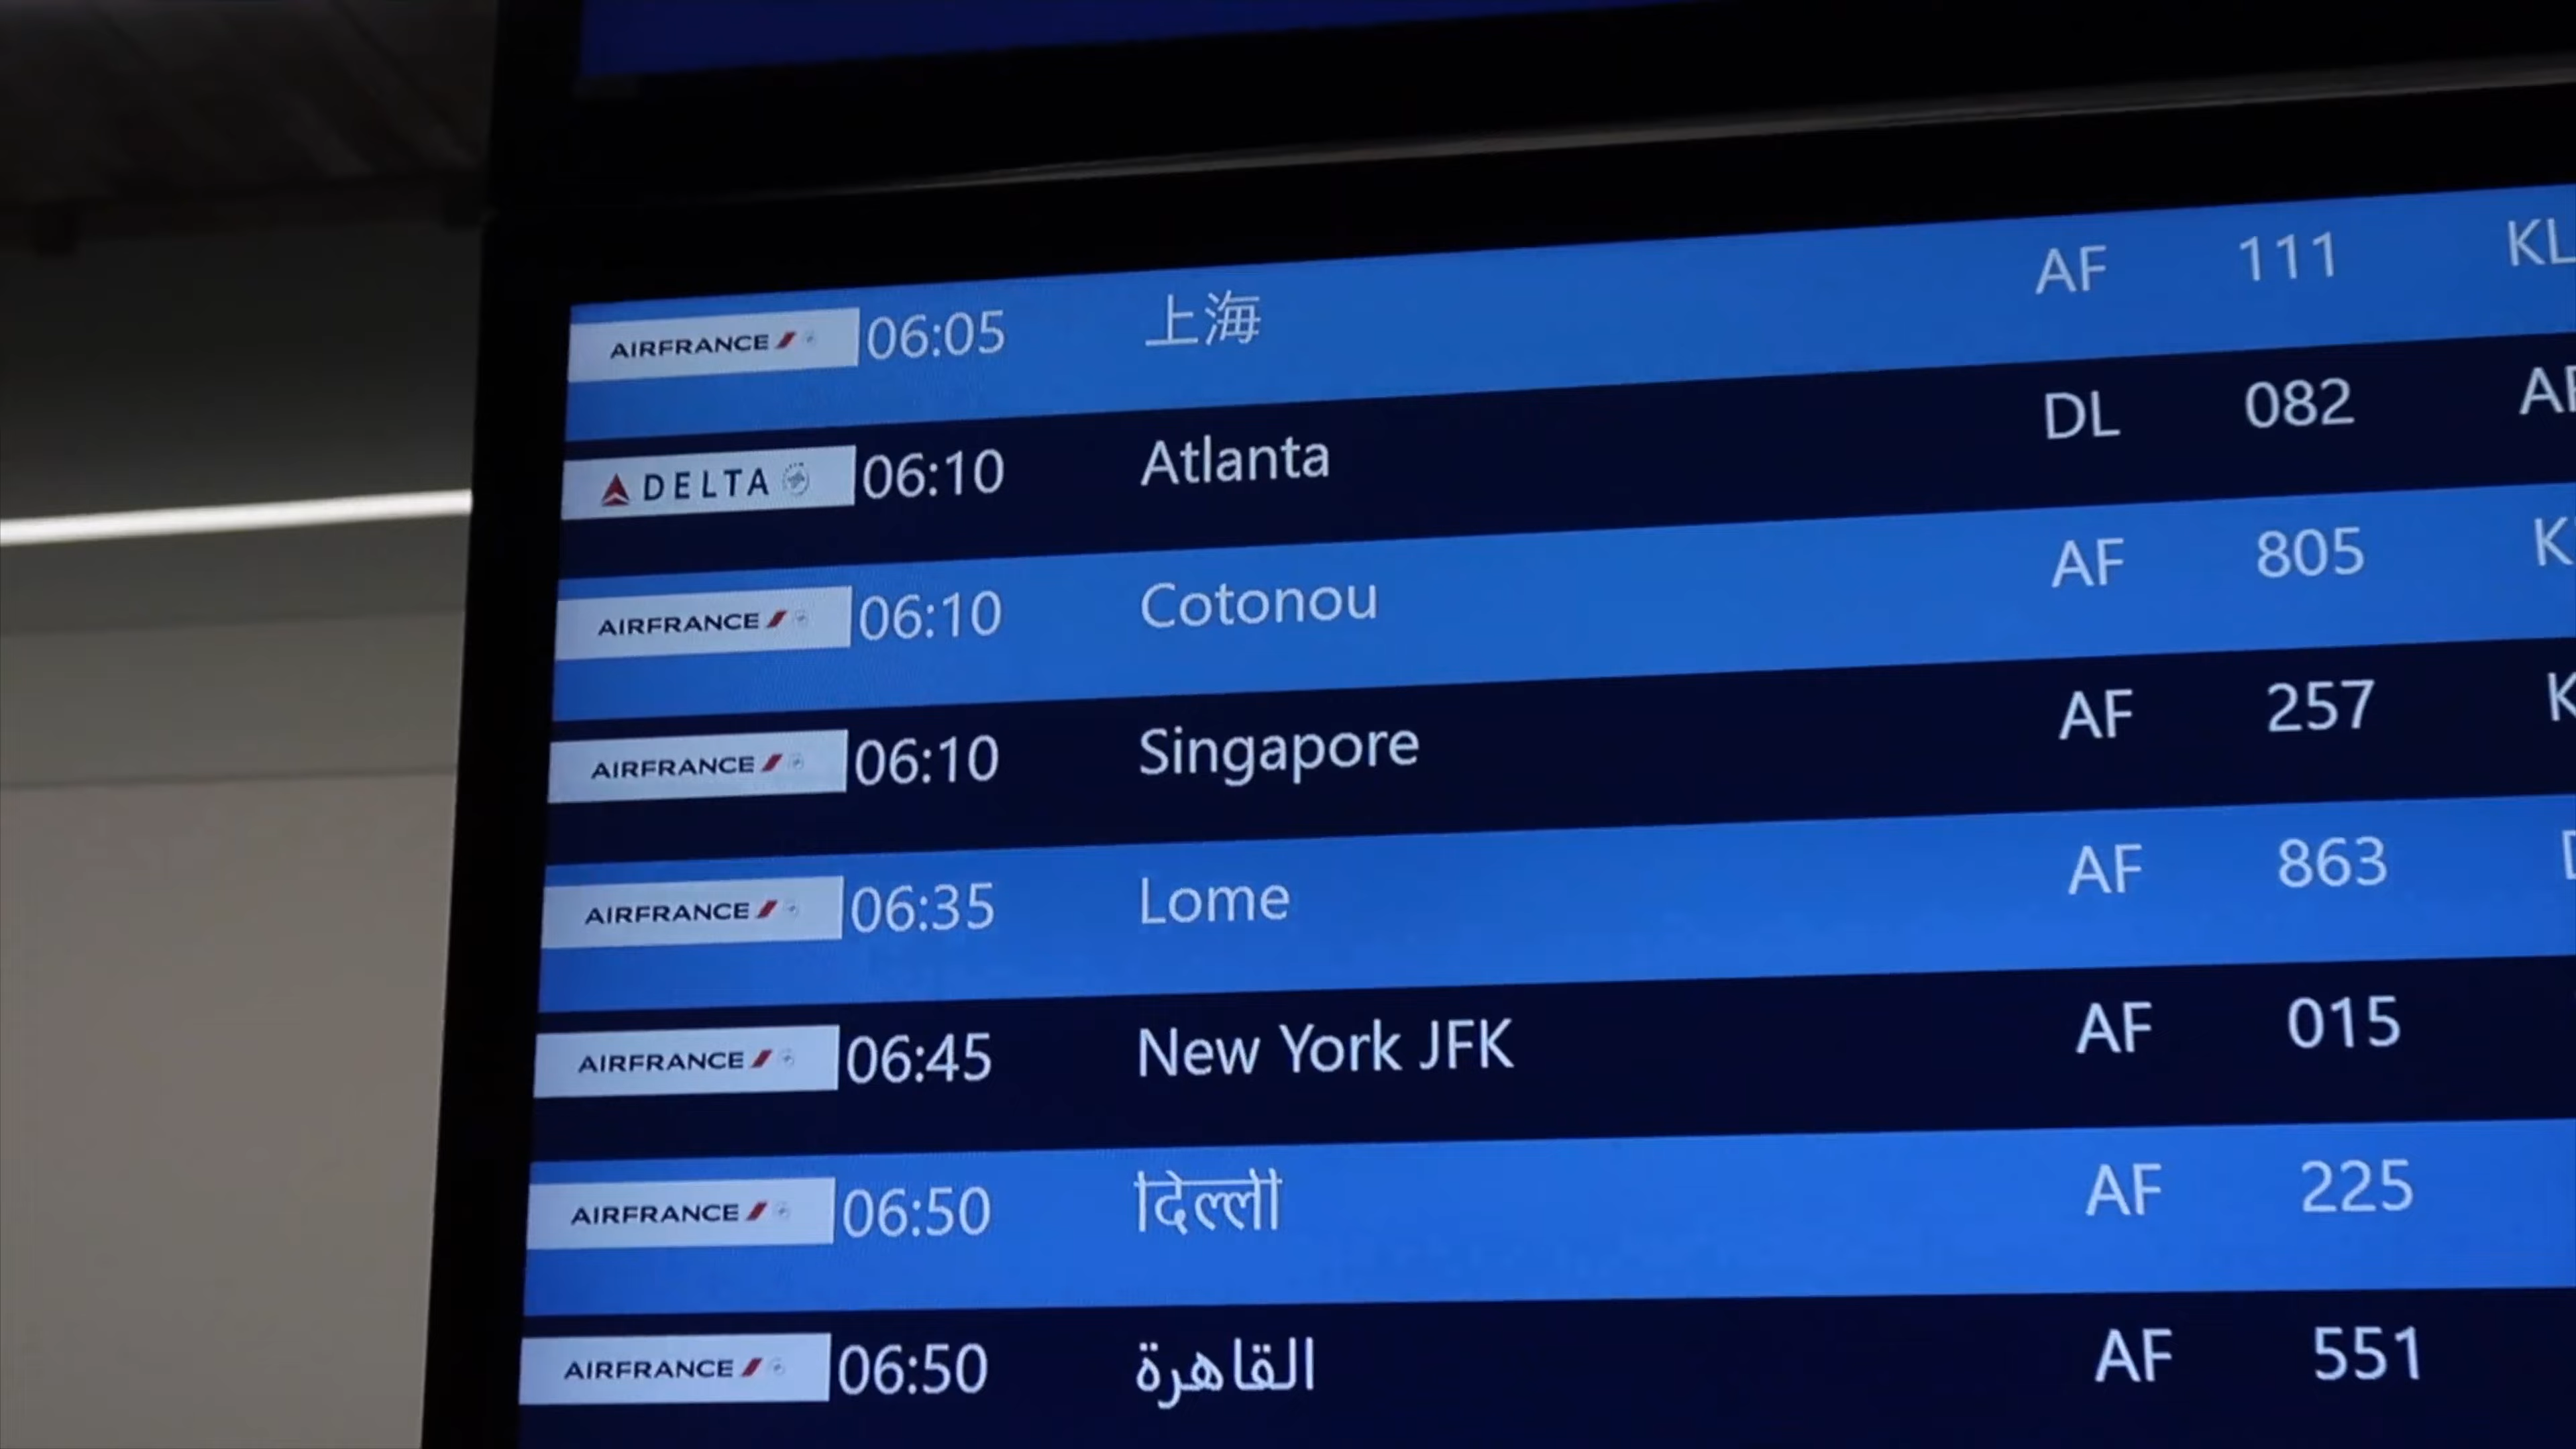 AIRFRANCE 06:05 上海 AF 111 KL
DELTA 06:10 Atlanta DL 082
AIRFRANCE 06:10 Cotonou AF 805
AIRFRANCE 06:10 Singapore AF 257
AIRFRANCE 06:35 Lome AF 863
AIRFRANCE 06:45 New York JFK AF 015
AIRFRANCE 06:50 दिल्ली AF 225
AIRFRANCE 06:50 القاهرة AF 551